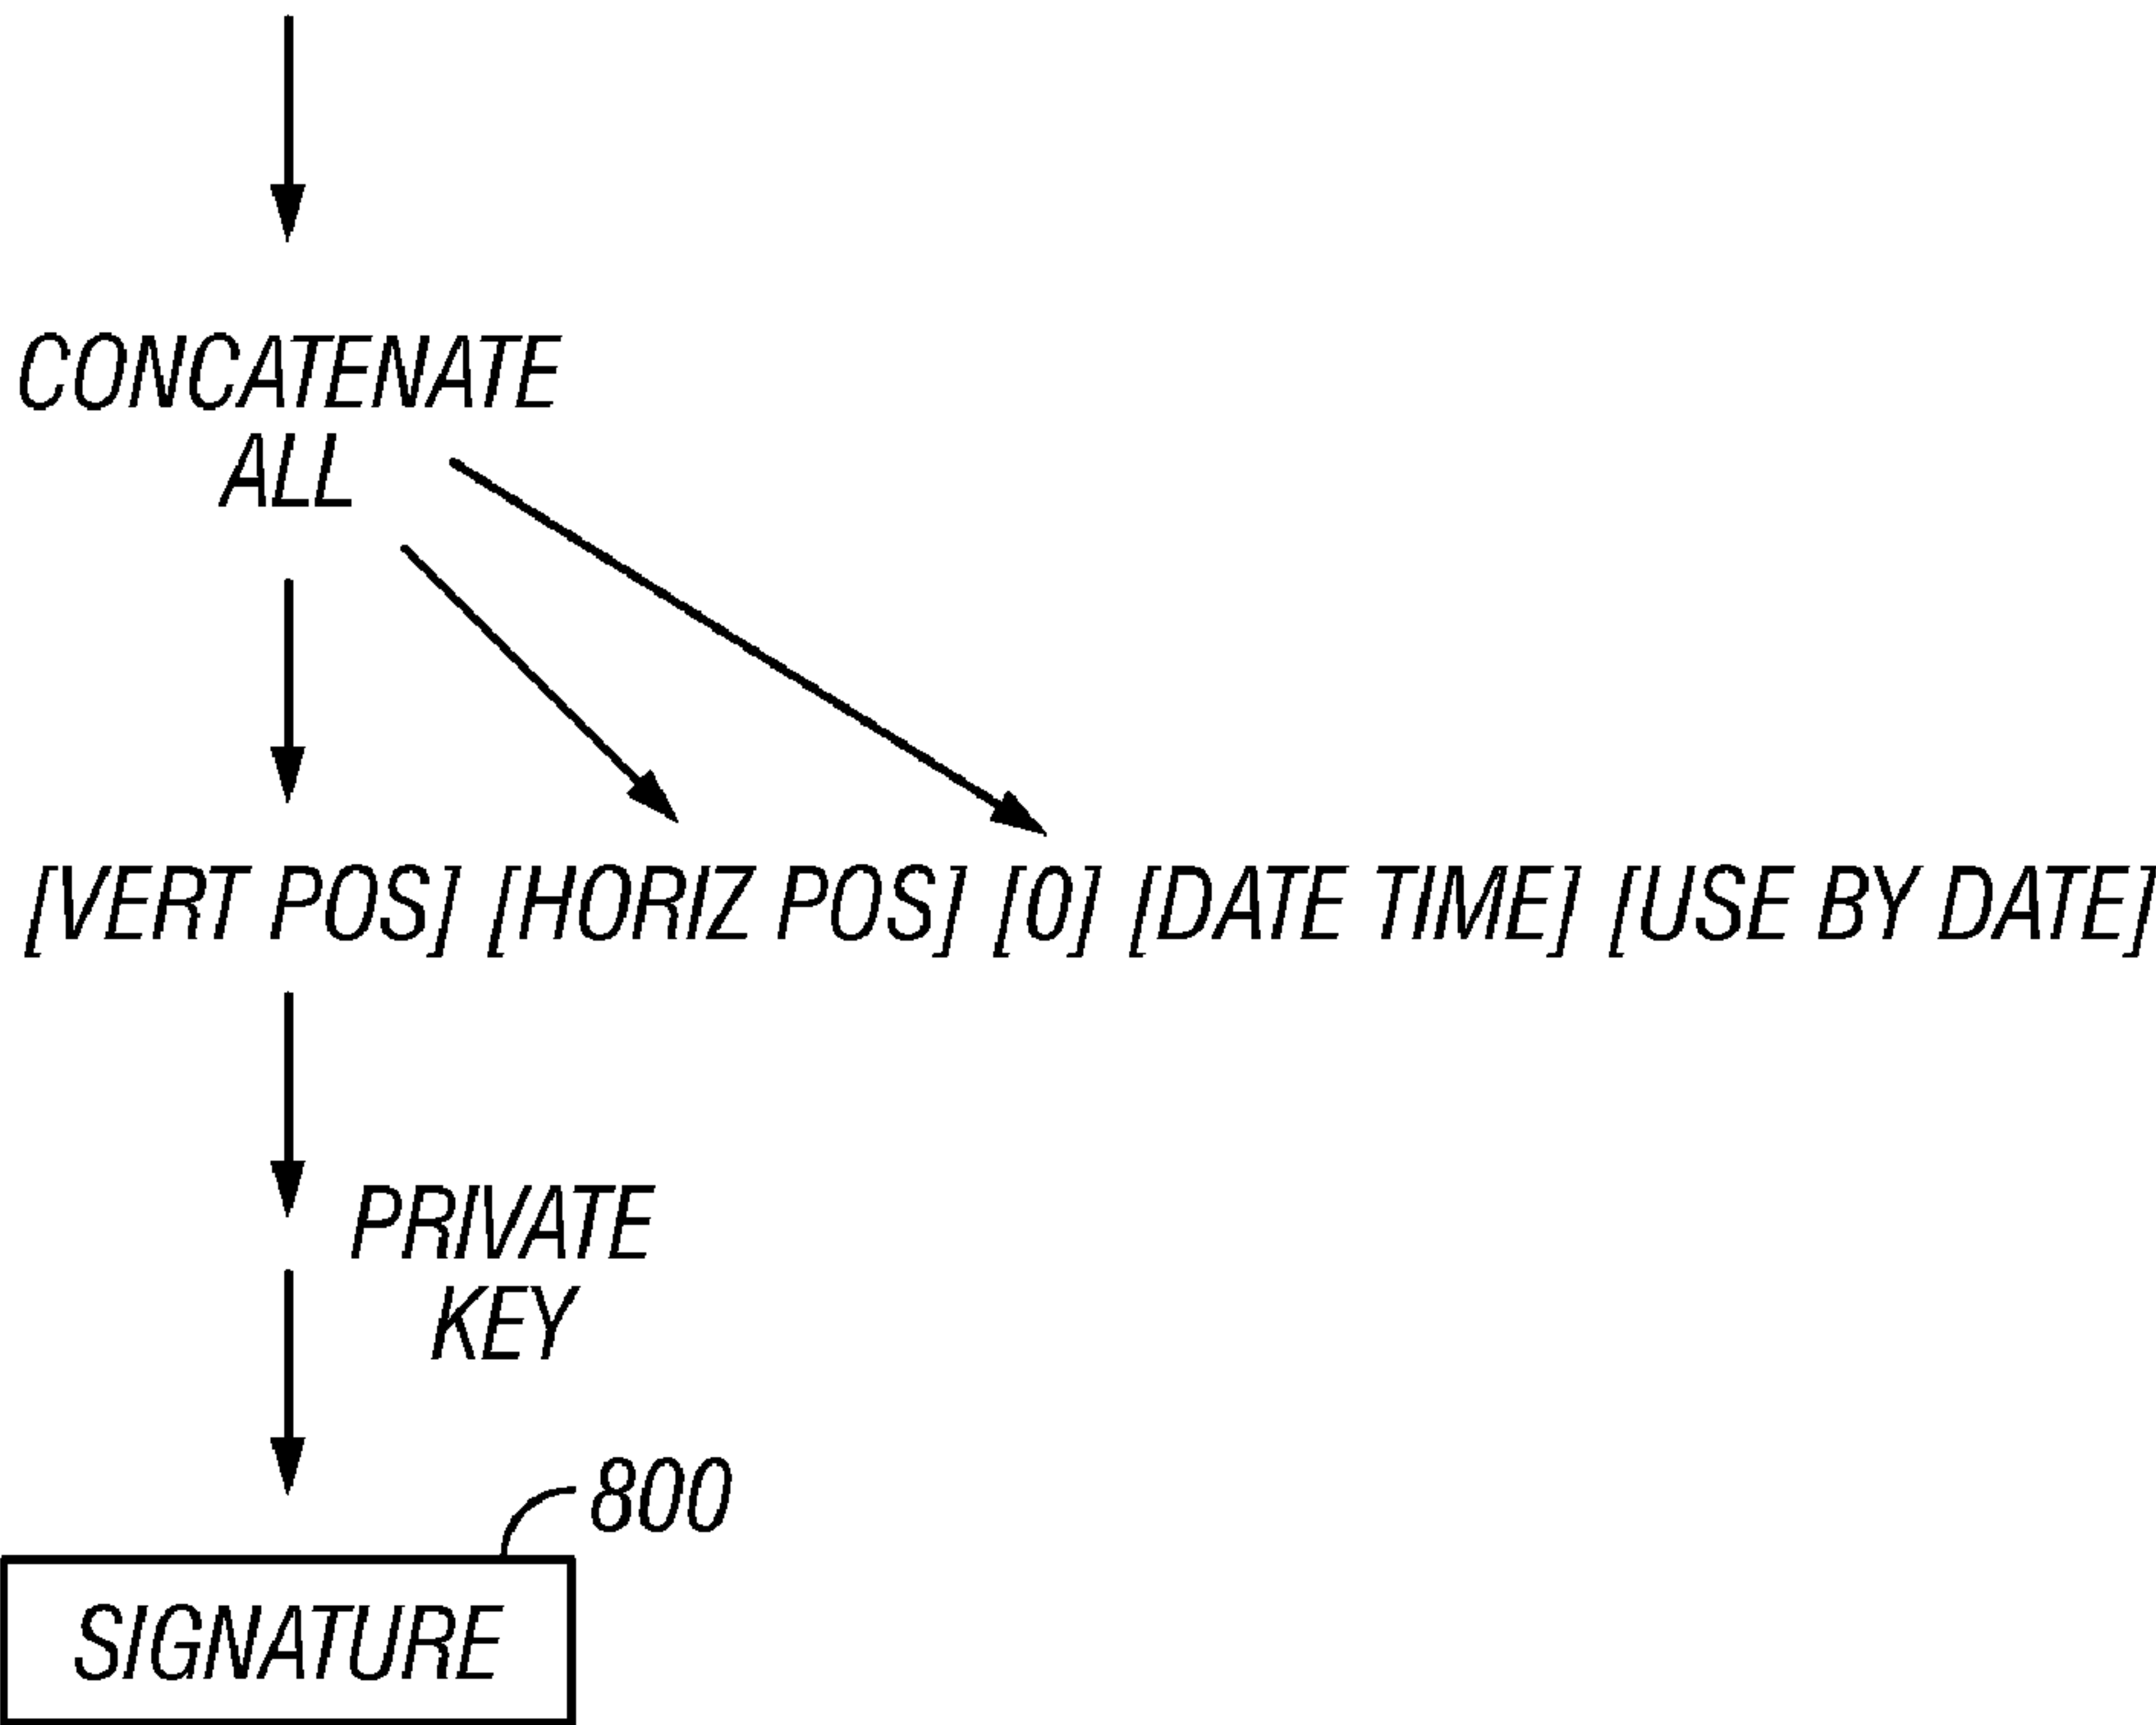 CONCATENATE
ALL
[VERT POS] [HORIZ POS] [0] [DATE TIME] [USE BY DATE]
PRIVATE
KEY
800
SIGNATURE